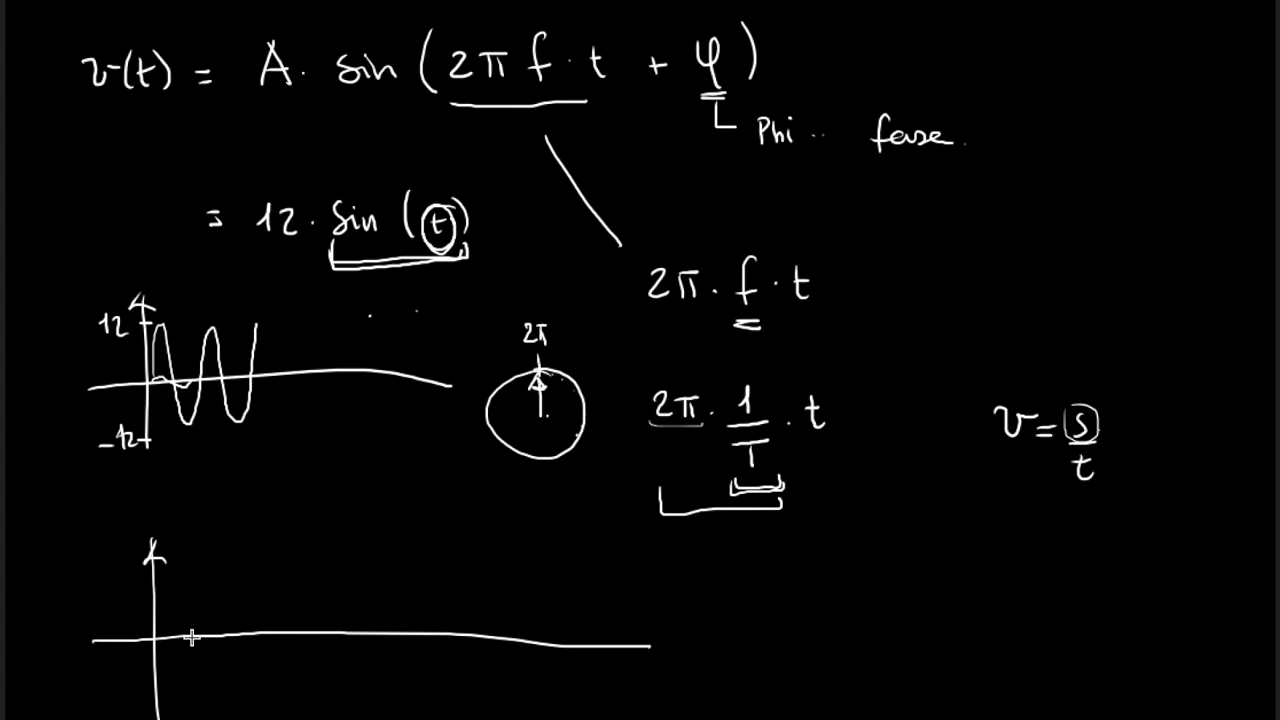 v(t) = A · sin (2π f · t + φ)
Phi ·· fase.
= 12 · sin (t)
2π · f · t
12
2π
2π · 1/T · t
v = s/t
-12